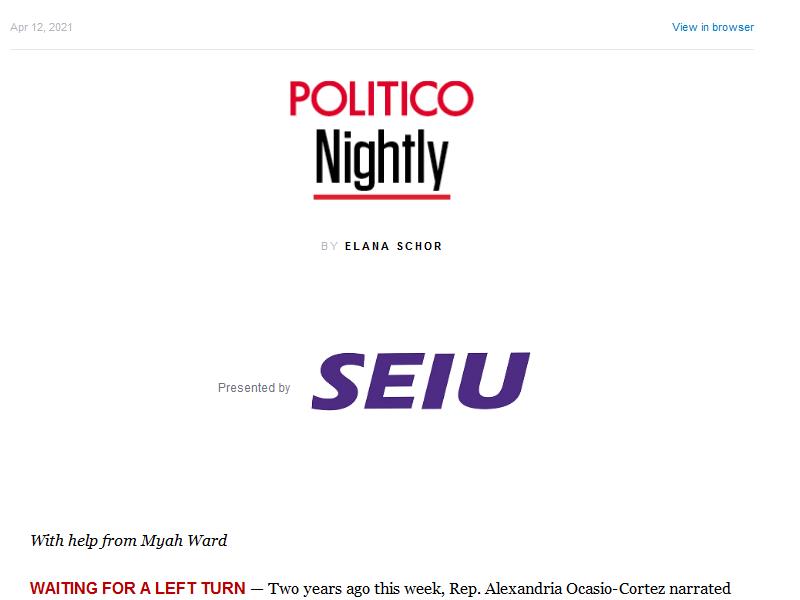 Apr 12, 2021 View in browser
POLITICO
Nightly
BY ELANA SCHOR
Presented by SEIU
With help from Myah Ward
WAITING FOR A LEFT TURN — Two years ago this week, Rep. Alexandria Ocasio-Cortez narrated